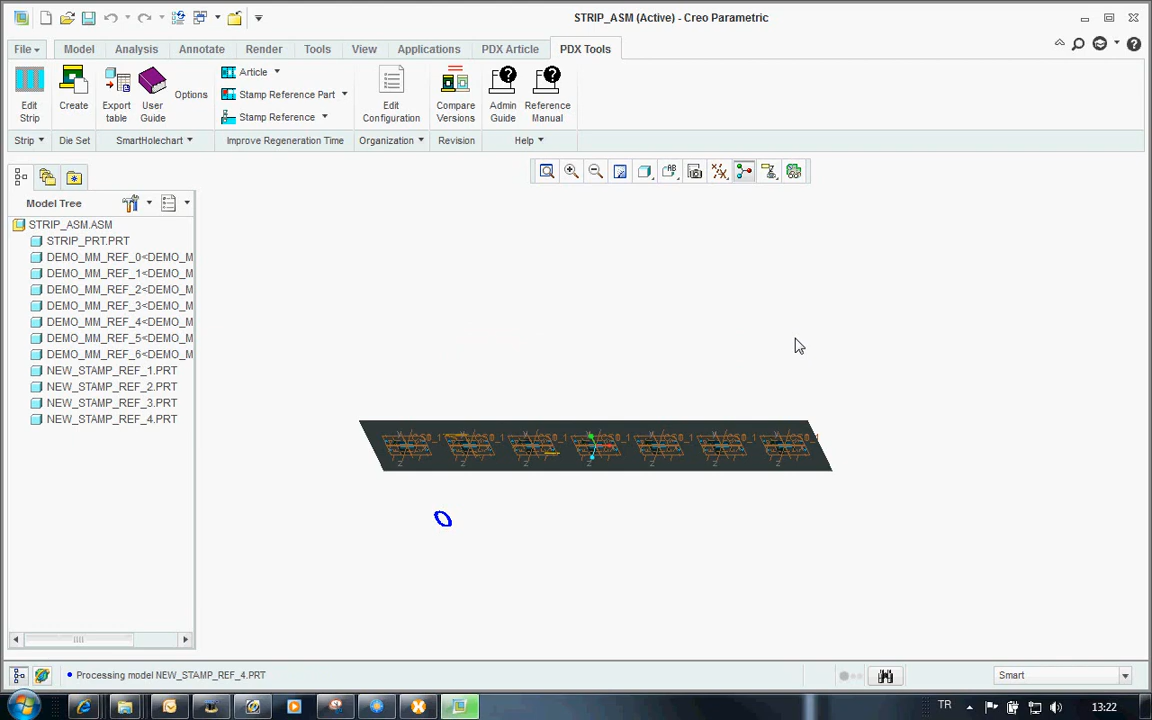 STRIP_ASM (Active) - Creo Parametric
File Model Analysis Annotate Render Tools View Applications PDX Article PDX Tools
Edit Strip
Create
Export table
User Guide
Options
Article
Stamp Reference Part
Stamp Reference
Edit Configuration
Compare Versions
Admin Guide
Reference Manual
Strip Die Set SmartHolechart Improve Regeneration Time Organization Revision Help
Model Tree
STRIP_ASM.ASM
STRIP_PRT.PRT
DEMO_MM_REF_0<DEMO_M
DEMO_MM_REF_1<DEMO_M
DEMO_MM_REF_2<DEMO_M
DEMO_MM_REF_3<DEMO_M
DEMO_MM_REF_4<DEMO_M
DEMO_MM_REF_5<DEMO_M
DEMO_MM_REF_6<DEMO_M
NEW_STAMP_REF_1.PRT
NEW_STAMP_REF_2.PRT
NEW_STAMP_REF_3.PRT
NEW_STAMP_REF_4.PRT
Processing model NEW_STAMP_REF_4.PRT
Smart
TR 13:22